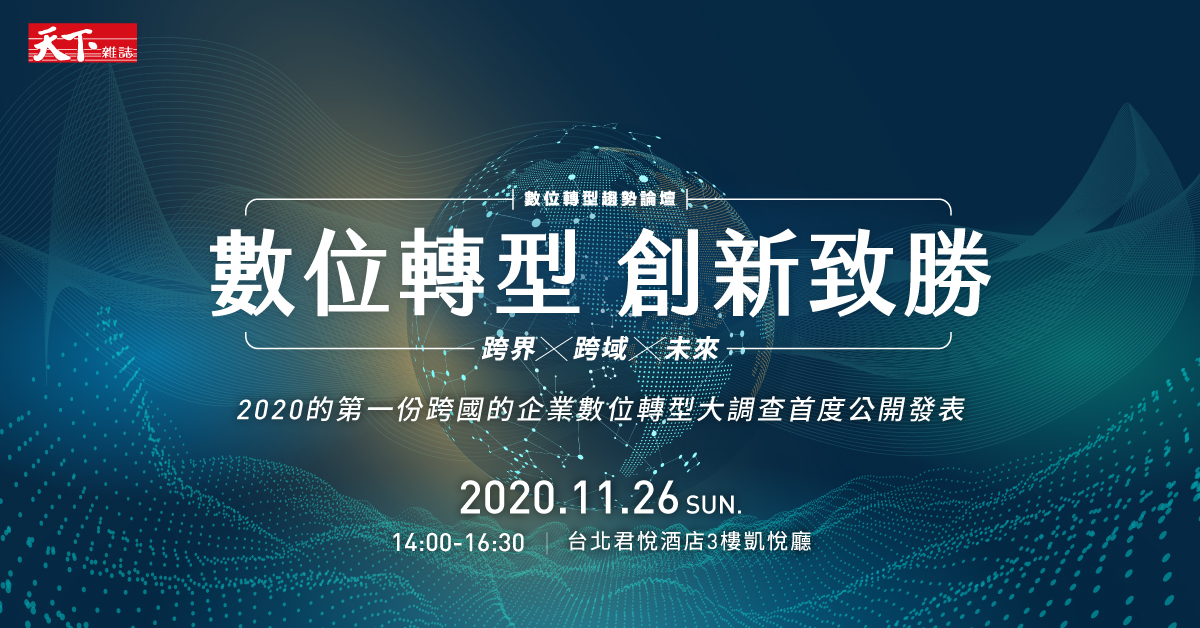 天下雜誌
數位轉型趨勢論壇
數位轉型 創新致勝
跨界╳跨域╳未來
2020的第一份跨國的企業數位轉型大調查首度公開發表
2020.11.26 SUN.
14:00-16:30 | 台北君悅酒店3樓凱悅廳